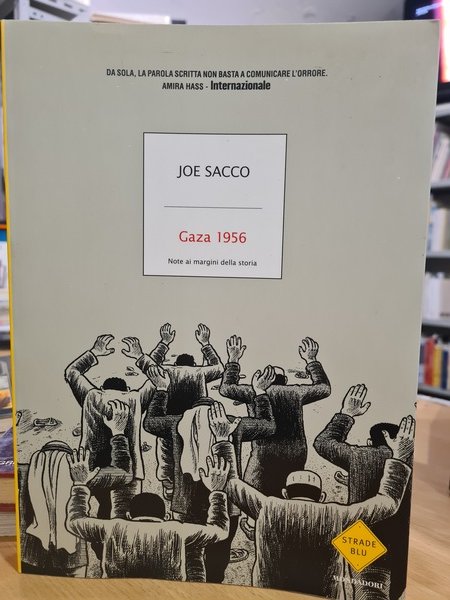 DA SOLA, LA PAROLA SCRITTA NON BASTA A COMUNICARE L'ORRORE.
AMIRA HASS - Internazionale
JOE SACCO
Gaza 1956
Note ai margini della storia
STRADE
BLU
MONDADORI